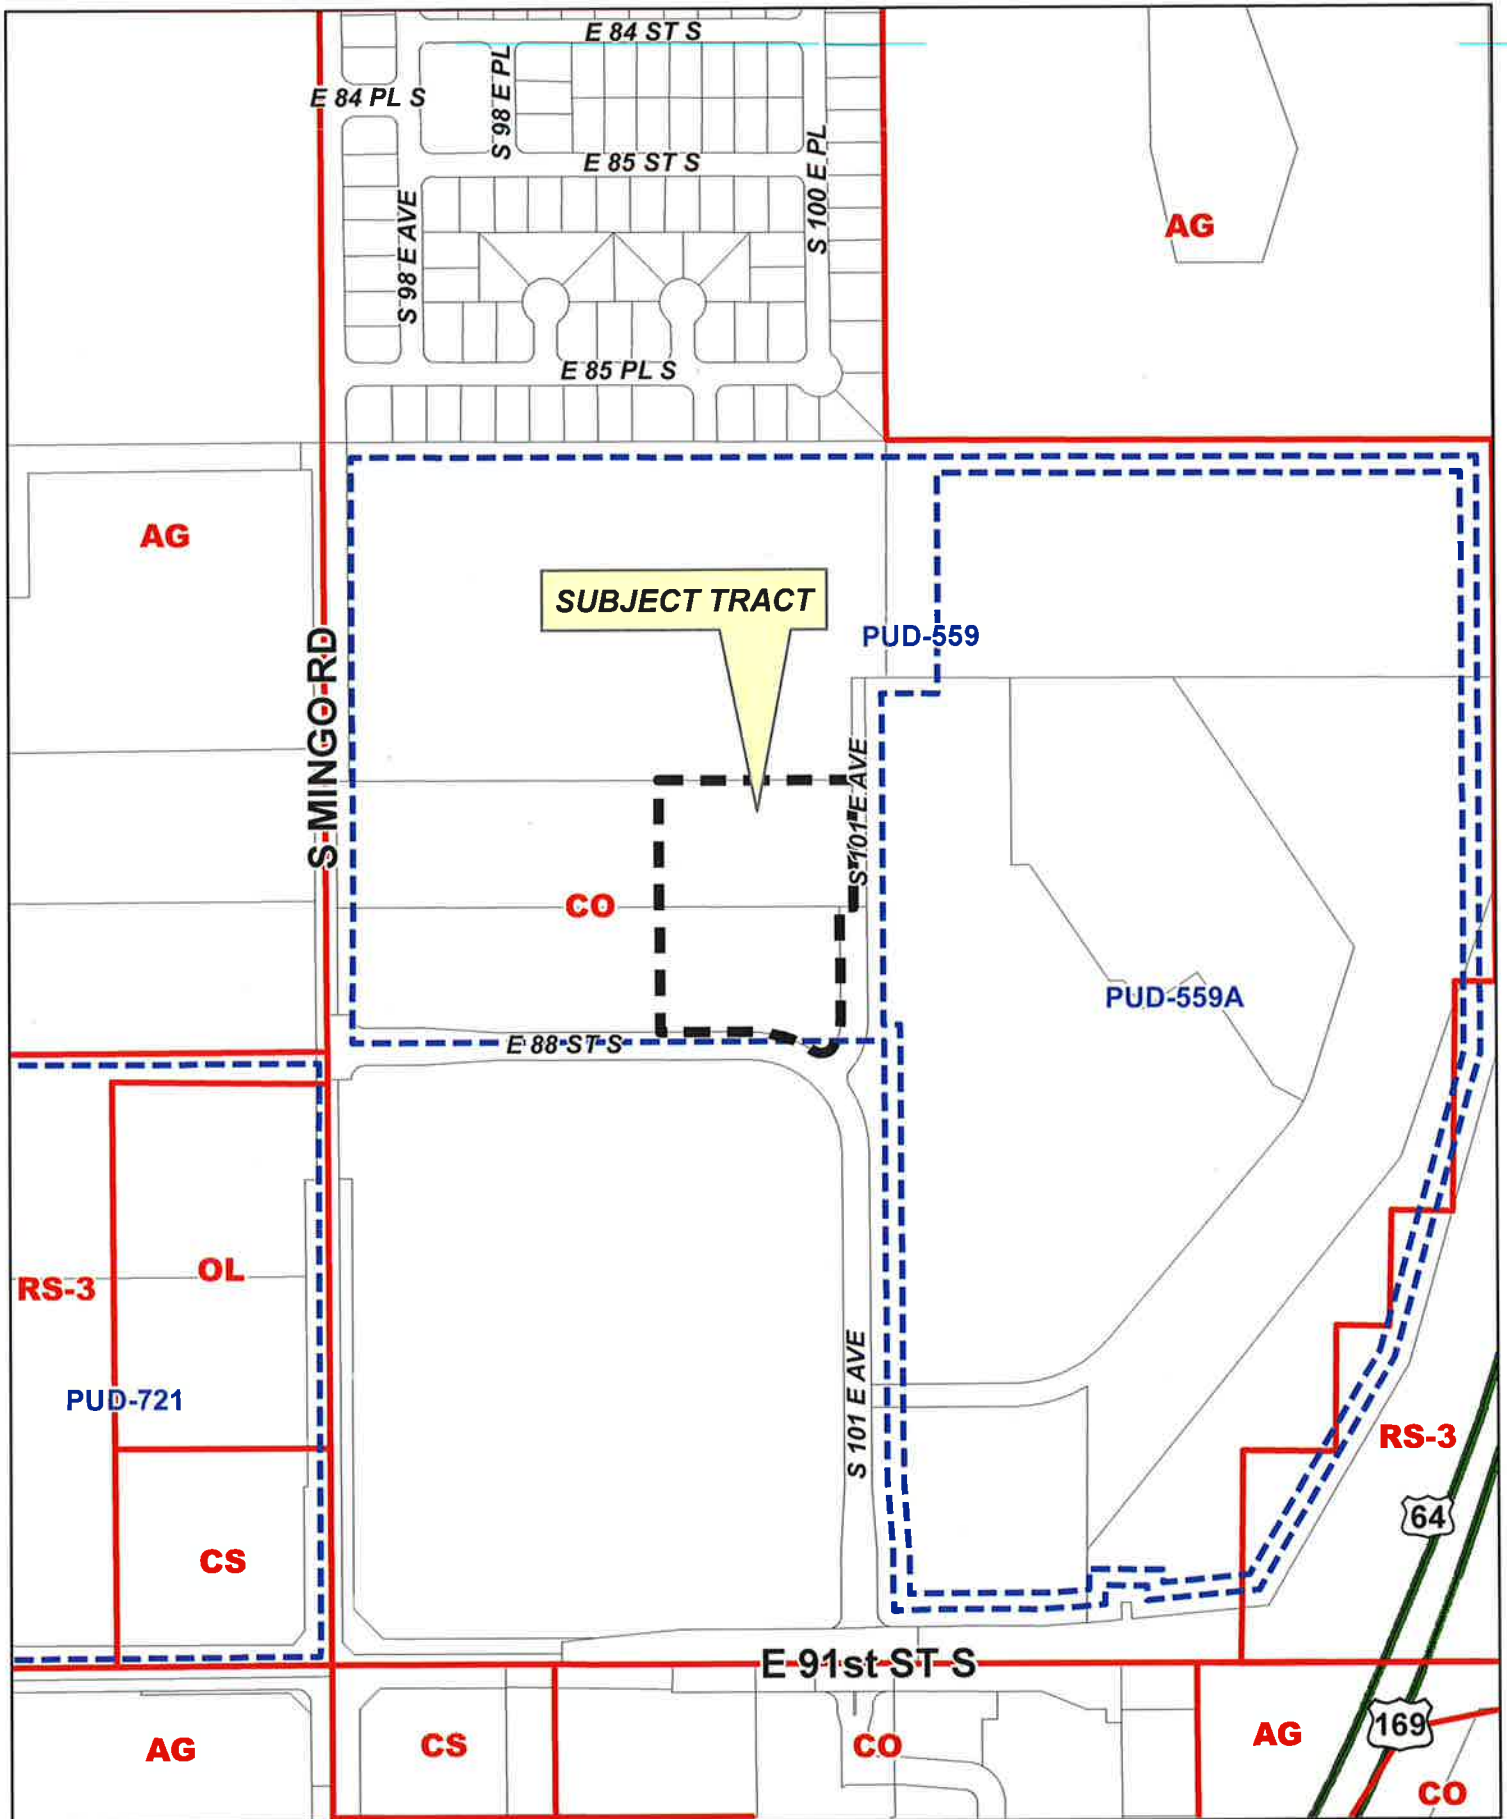 E 84 ST S
E 84 PL S
S 98 E PL
E 85 ST S
S 100 E PL
S 98 E AVE
AG
E 85 PL S
AG
SUBJECT TRACT
PUD-559
S MINGO RD
S 101 E AVE
CO
PUD-559A
E 88 ST S
OL
RS-3
PUD-721
S 101 E AVE
RS-3
64
CS
E 91st ST S
169
AG
CS
CO
AG
CO